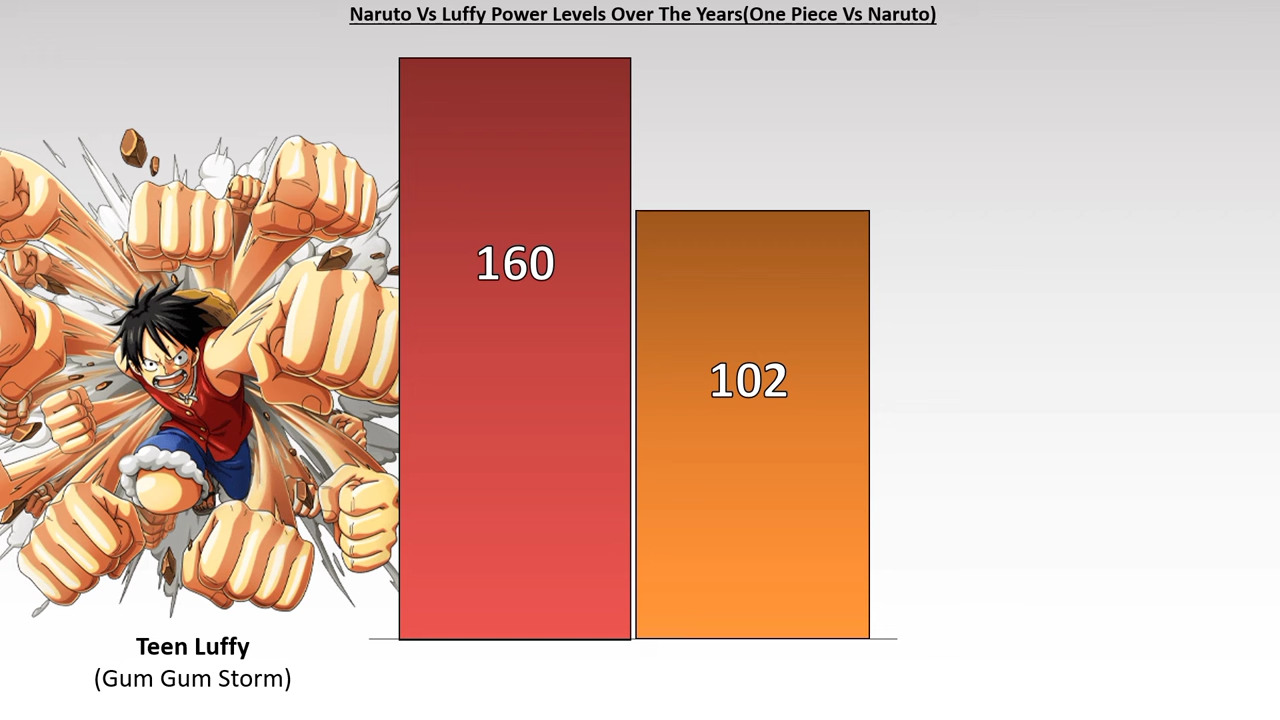 Naruto Vs Luffy Power Levels Over The Years(One Piece Vs Naruto)
160
102
Teen Luffy
(Gum Gum Storm)